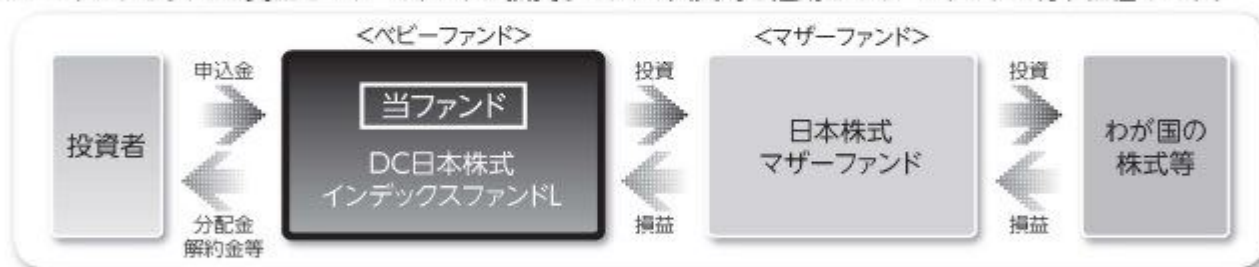 <ベビーファンド>
<マザーファンド>
投資者
申込金
分配金
解約金等
当ファンド
DC日本株式
インデックスファンドL
投資
損益
日本株式
マザーファンド
投資
損益
わが国の
株式等